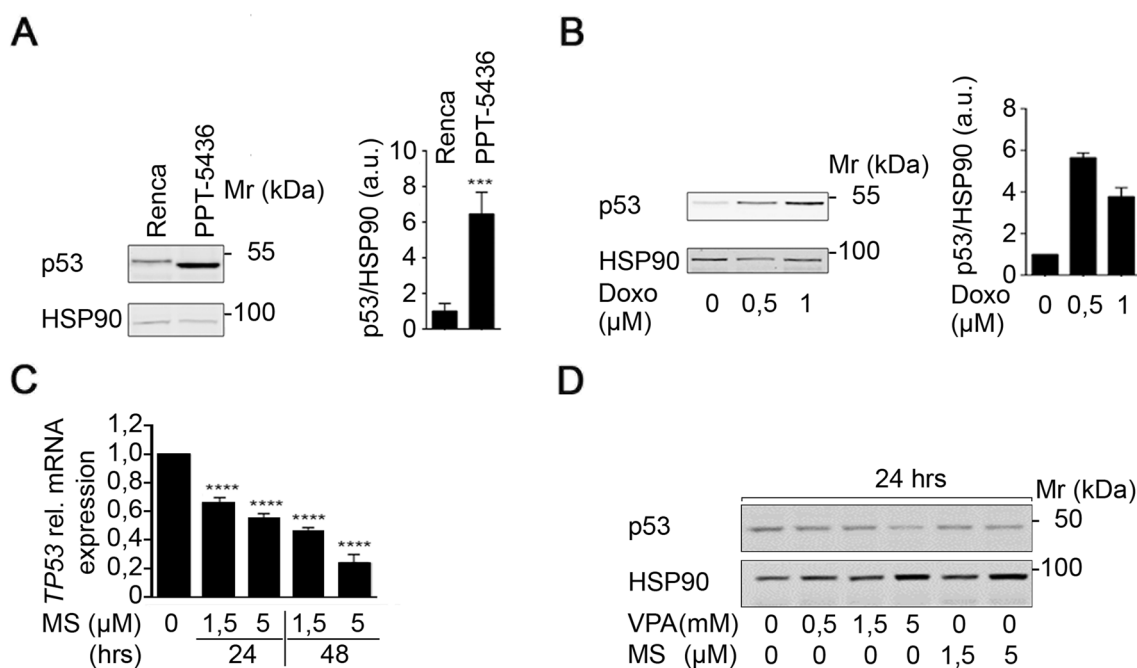 A
Renca
PPT-5436
Mr (kDa)
p53
55
HSP90
100
p53/HSP90 (a.u.)
10
8
6
4
2
0
Renca
PPT-5436
***
B
Mr (kDa)
p53
55
HSP90
100
Doxo (µM)
0 0,5 1
p53/HSP90 (a.u.)
8
6
4
2
0
Doxo (µM)
0 0,5 1
C
TP53 rel. mRNA
expression
1,2
1,0
0,8
0,6
0,4
0,2
0
**** **** **** ****
MS (µM) 0 1,5 5 1,5 5
(hrs) 24 48
D
24 hrs
Mr (kDa)
p53
50
HSP90
100
VPA(mM) 0 0,5 1,5 5 0 0
MS (µM) 0 0 0 0 1,5 5